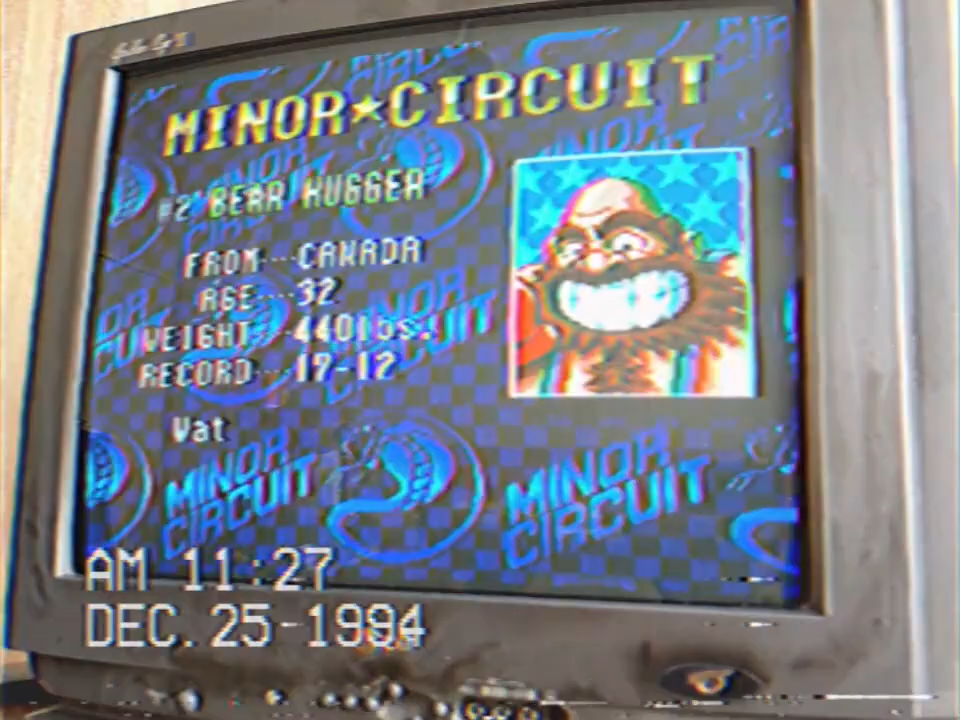 MINOR★CIRCUIT
#2 BEAR HUGGER
FROM....CANADA
AGE....32
WEIGHT...440lbs.
RECORD...17-12
Wat
MINOR CIRCUIT
MINOR CIRCUIT
AM 11:27
DEC.25-1994